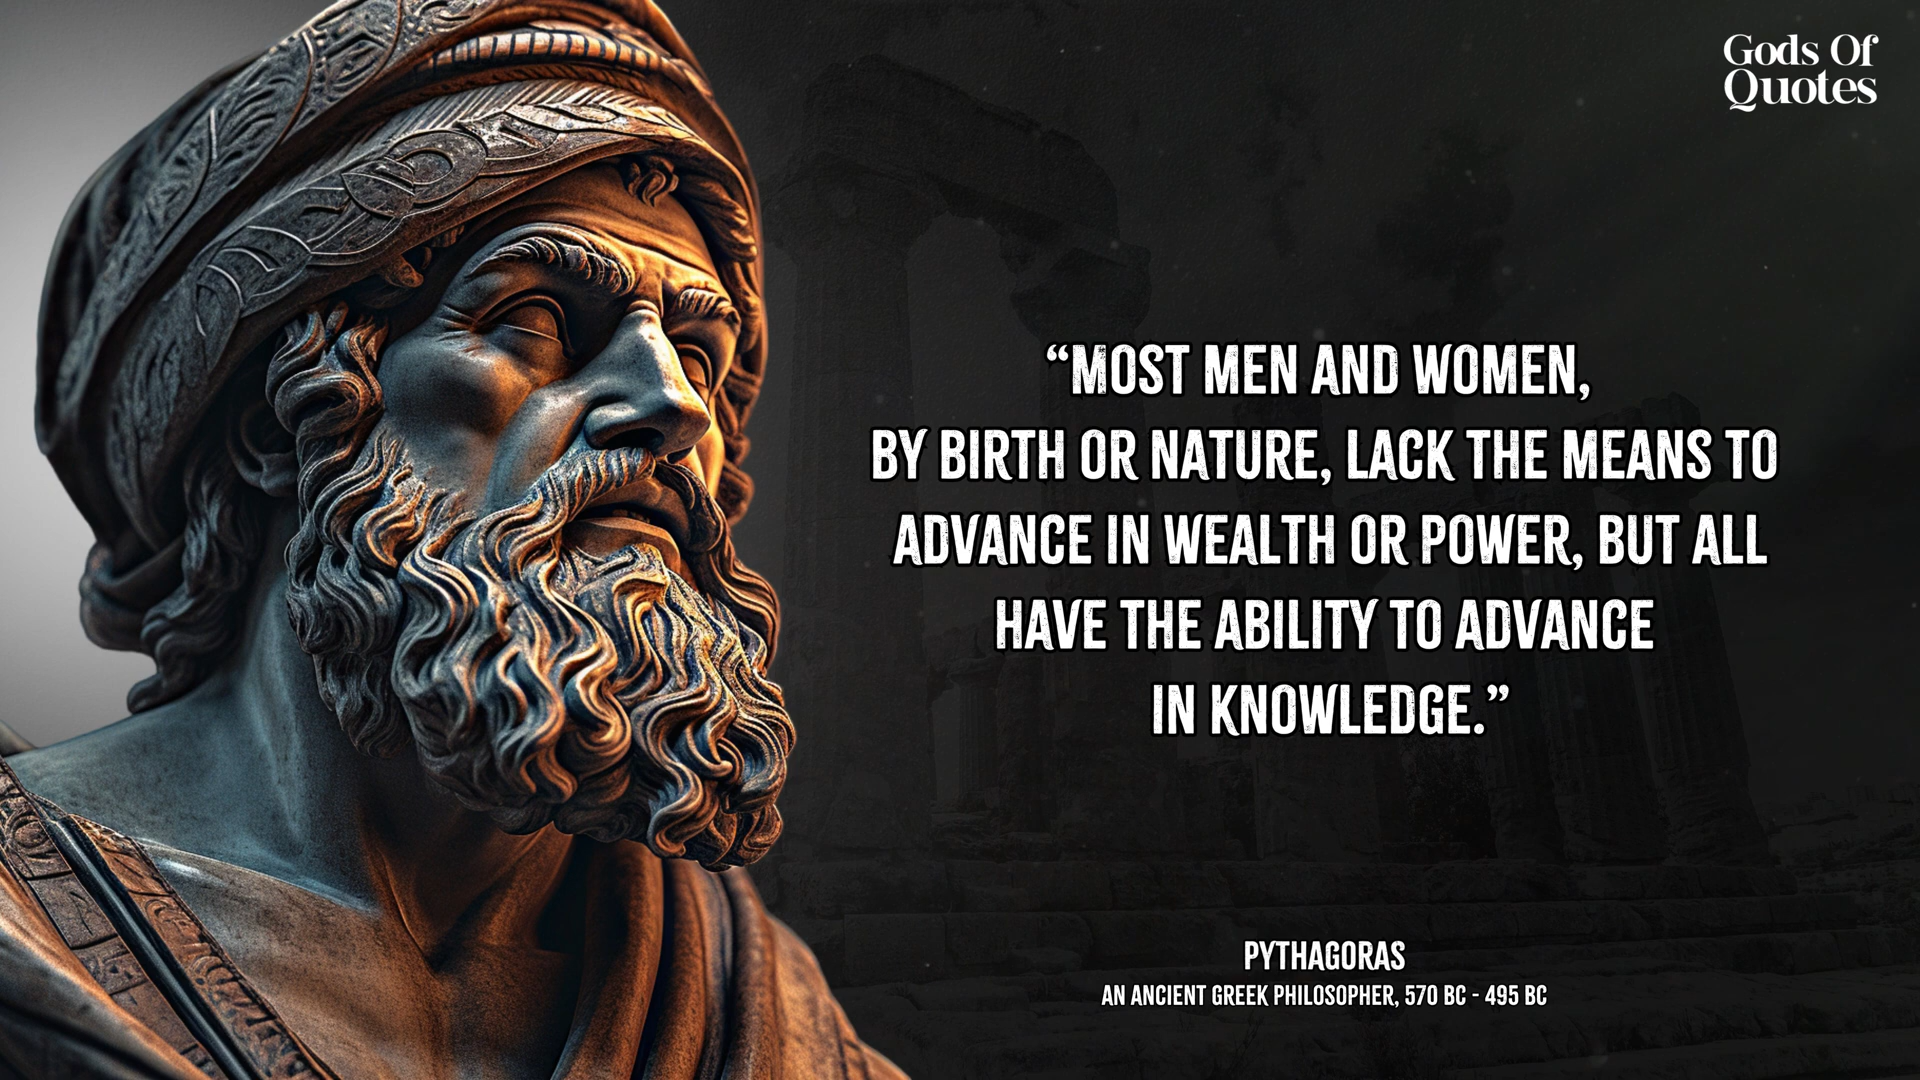 Gods Of
Quotes
“MOST MEN AND WOMEN,
BY BIRTH OR NATURE, LACK THE MEANS TO
ADVANCE IN WEALTH OR POWER, BUT ALL
HAVE THE ABILITY TO ADVANCE
IN KNOWLEDGE.”
PYTHAGORAS
AN ANCIENT GREEK PHILOSOPHER, 570 BC - 495 BC